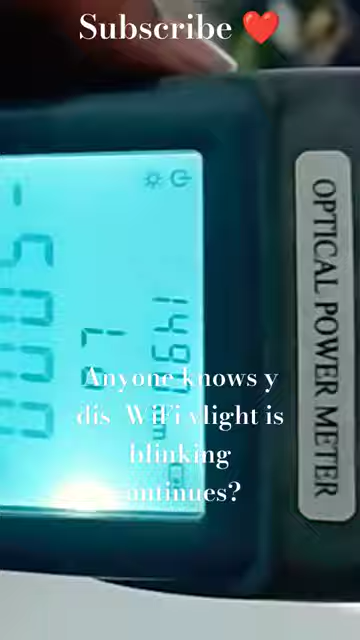 Subscribe ❤️
OPTICAL POWER METER
1490
Anyone knows y
dis WiFi vlight is
blinking
ontinues?